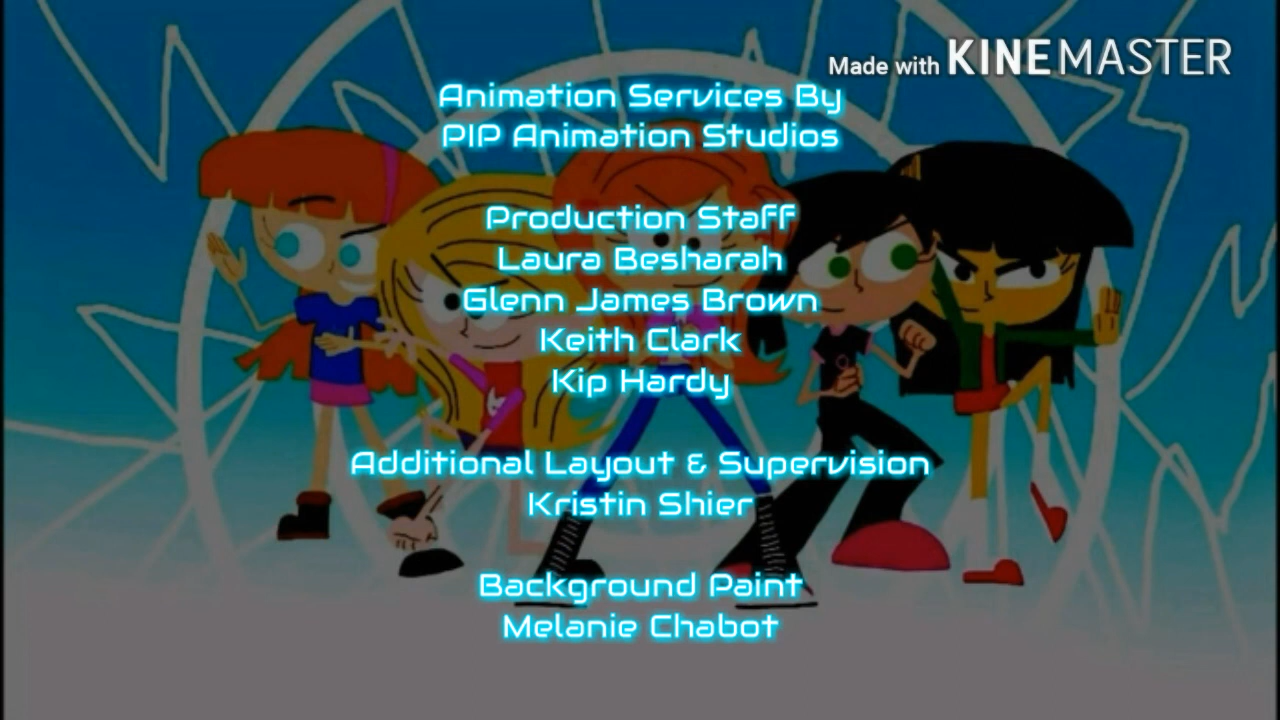 Made with KINEMASTER
Animation Services By
PIP Animation Studios
Production Staff
Laura Besharah
Glenn James Brown
Keith Clark
Kip Hardy
Additional Layout & Supervision
Kristin Shier
Background Paint
Melanie Chabot